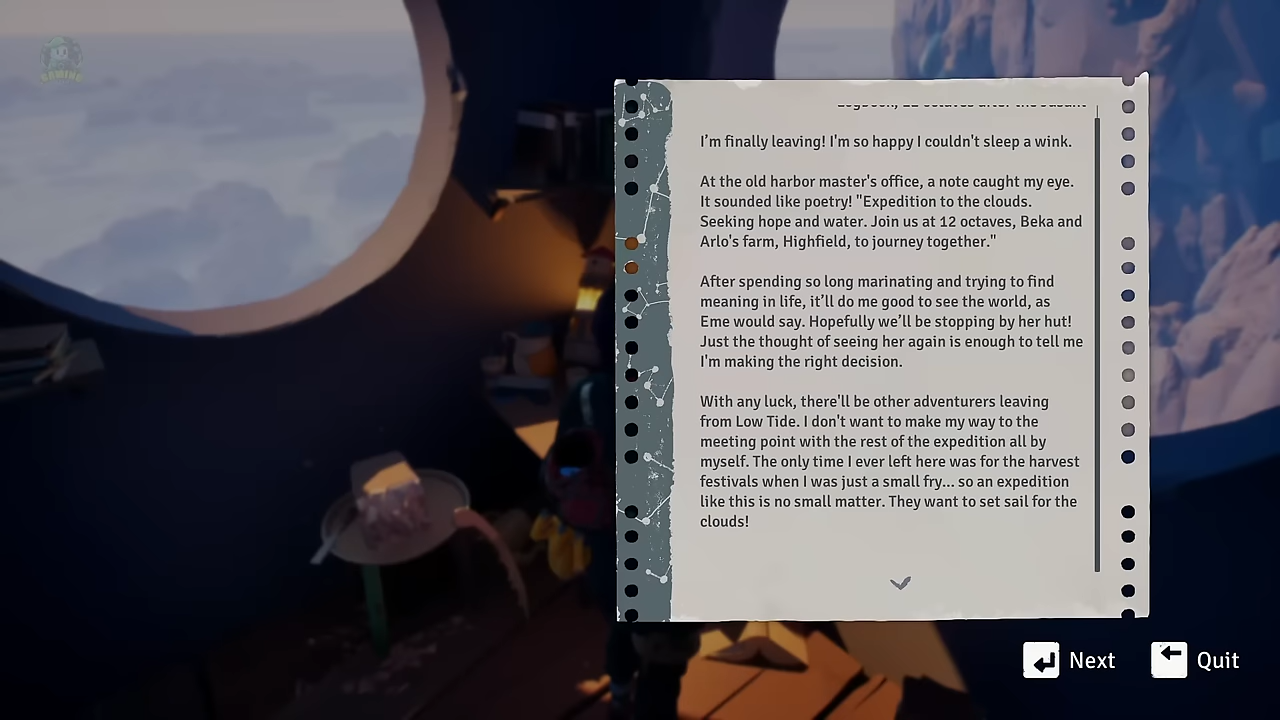 GAMING
Logbook, 12 octaves after the
I’m finally leaving! I'm so happy I couldn't sleep a wink.
At the old harbor master's office, a note caught my eye.
It sounded like poetry! "Expedition to the clouds.
Seeking hope and water. Join us at 12 octaves, Beka and
Arlo's farm, Highfield, to journey together."
After spending so long marinating and trying to find
meaning in life, it’ll do me good to see the world, as
Eme would say. Hopefully we’ll be stopping by her hut!
Just the thought of seeing her again is enough to tell me
I'm making the right decision.
With any luck, there'll be other adventurers leaving
from Low Tide. I don't want to make my way to the
meeting point with the rest of the expedition all by
myself. The only time I ever left here was for the harvest
festivals when I was just a small fry... so an expedition
like this is no small matter. They want to set sail for the
clouds!
Next
Quit